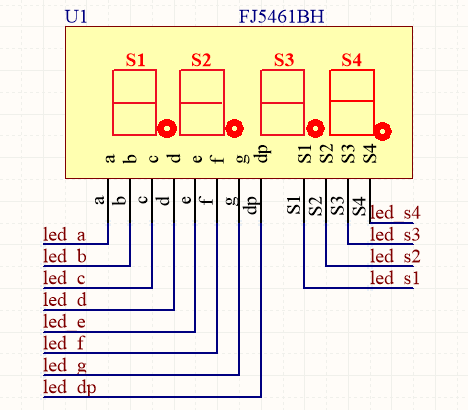 U1 FJ5461BH
S1 S2 S3 S4
a b c d e f g dp S1 S2 S3 S4
a b c d e f g dp S1 S2 S3 S4
led_s4
led_a led_s3
led_b led_s2
led_c led_s1
led_d
led_e
led_f
led_g
led_dp